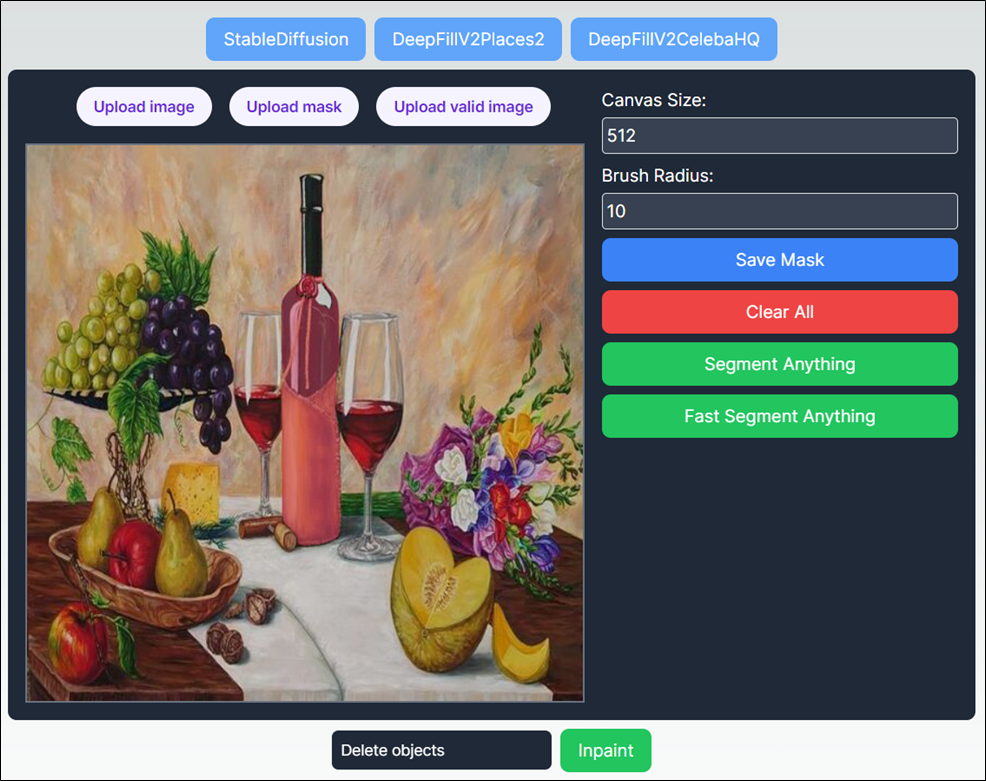 StableDiffusion DeepFillV2Places2 DeepFillV2CelebaHQ
Upload image Upload mask Upload valid image
Canvas Size:
512
Brush Radius:
10
Save Mask
Clear All
Segment Anything
Fast Segment Anything
Delete objects Inpaint